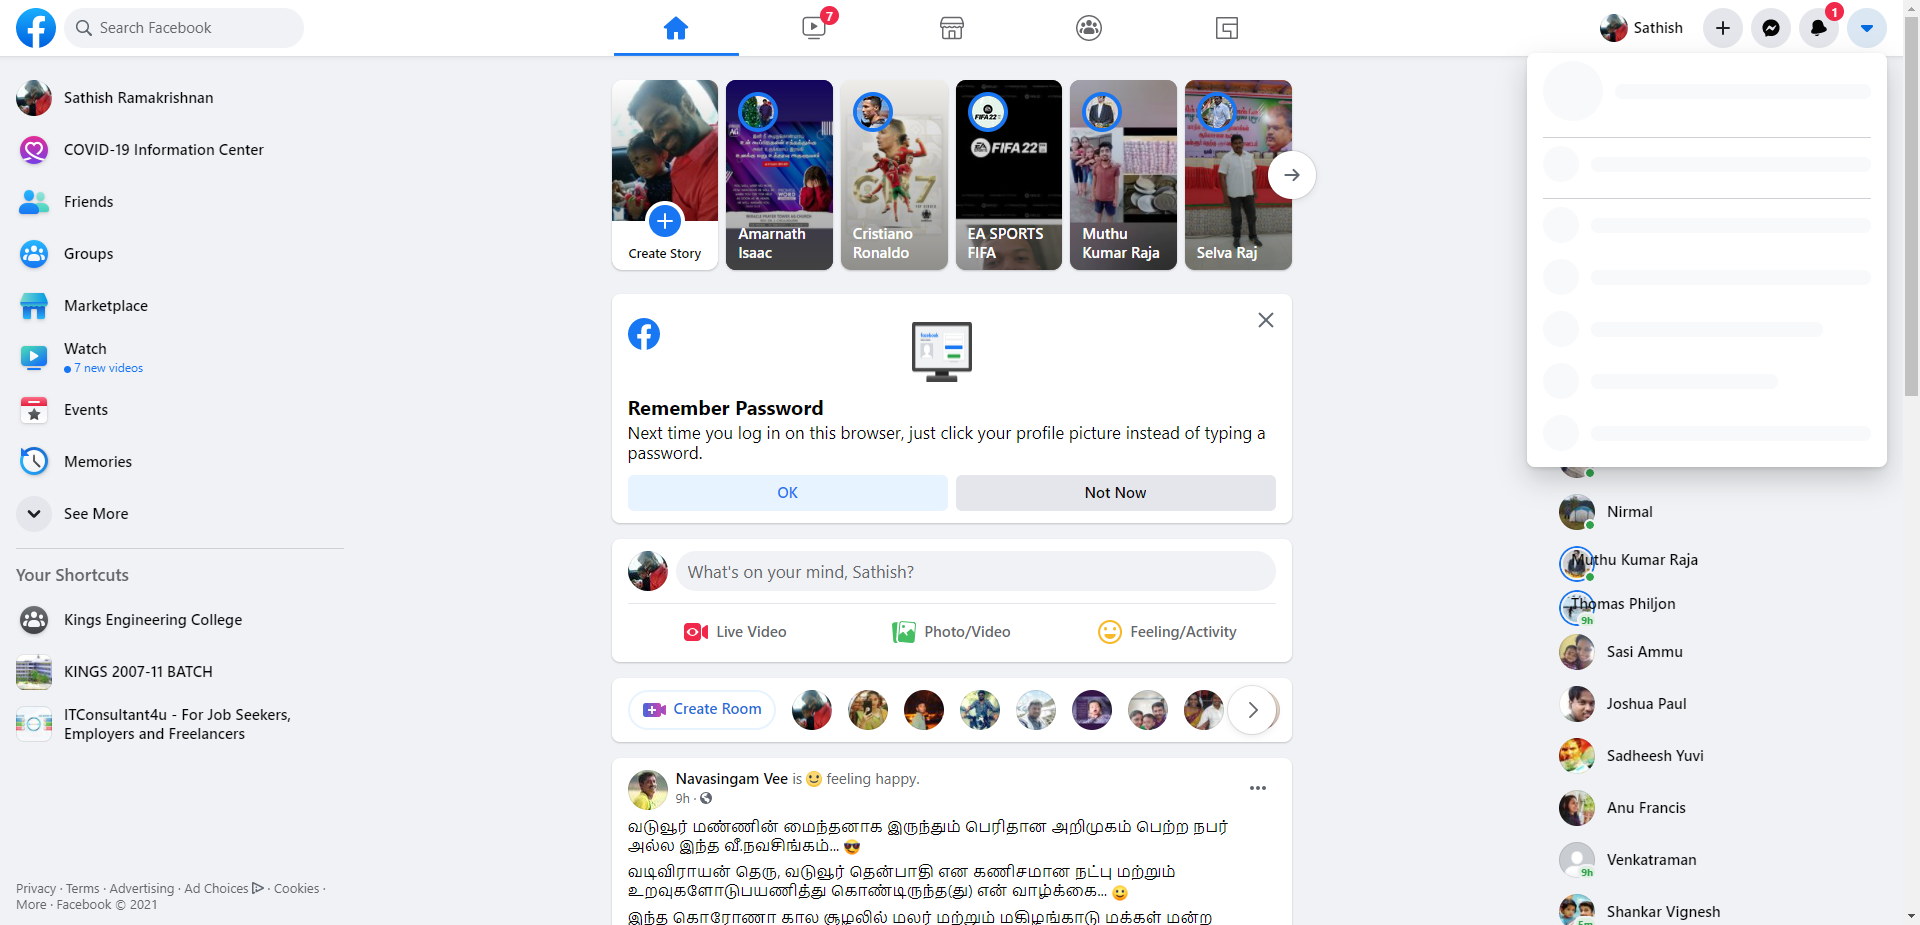 Search Facebook
7
Sathish
1
Sathish Ramakrishnan
COVID-19 Information Center
Friends
Groups
Marketplace
Watch
7 new videos
Events
Memories
See More
Your Shortcuts
Kings Engineering College
KINGS 2007-11 BATCH
ITConsultant4u - For Job Seekers,
Employers and Freelancers
Privacy · Terms · Advertising · Ad Choices · Cookies ·
More · Facebook © 2021
Create Story
Amarnath
Isaac
Cristiano
Ronaldo
FIFA 22
EA SPORTS
FIFA
Muthu
Kumar Raja
Selva Raj
Remember Password
Next time you log in on this browser, just click your profile picture instead of typing a
password.
OK
Not Now
What's on your mind, Sathish?
Live Video
Photo/Video
Feeling/Activity
Create Room
Navasingam Vee is 🙂 feeling happy.
9h ·
வடுவூர் மண்ணின் மைந்தனாக இருந்தும் பெரிதான அறிமுகம் பெற்ற நபர்
அல்ல இந்த வீ.நவசிங்கம்... 😎
வடிவிராயன் தெரு, வடுவூர் தென்பாதி என கணிசமான நட்பு மற்றும்
உறவுகளோடுபயணித்து கொண்டிருந்த(து) என் வாழ்க்கை... 🙂
இந்த கொரோணா கால சூழலில் மலர் மற்றும் மகிழங்காடு மக்கள் மன்ற
Nirmal
Muthu Kumar Raja
Thomas Philjon
9h
Sasi Ammu
Joshua Paul
Sadheesh Yuvi
Anu Francis
Venkatraman
9h
Shankar Vignesh
5m